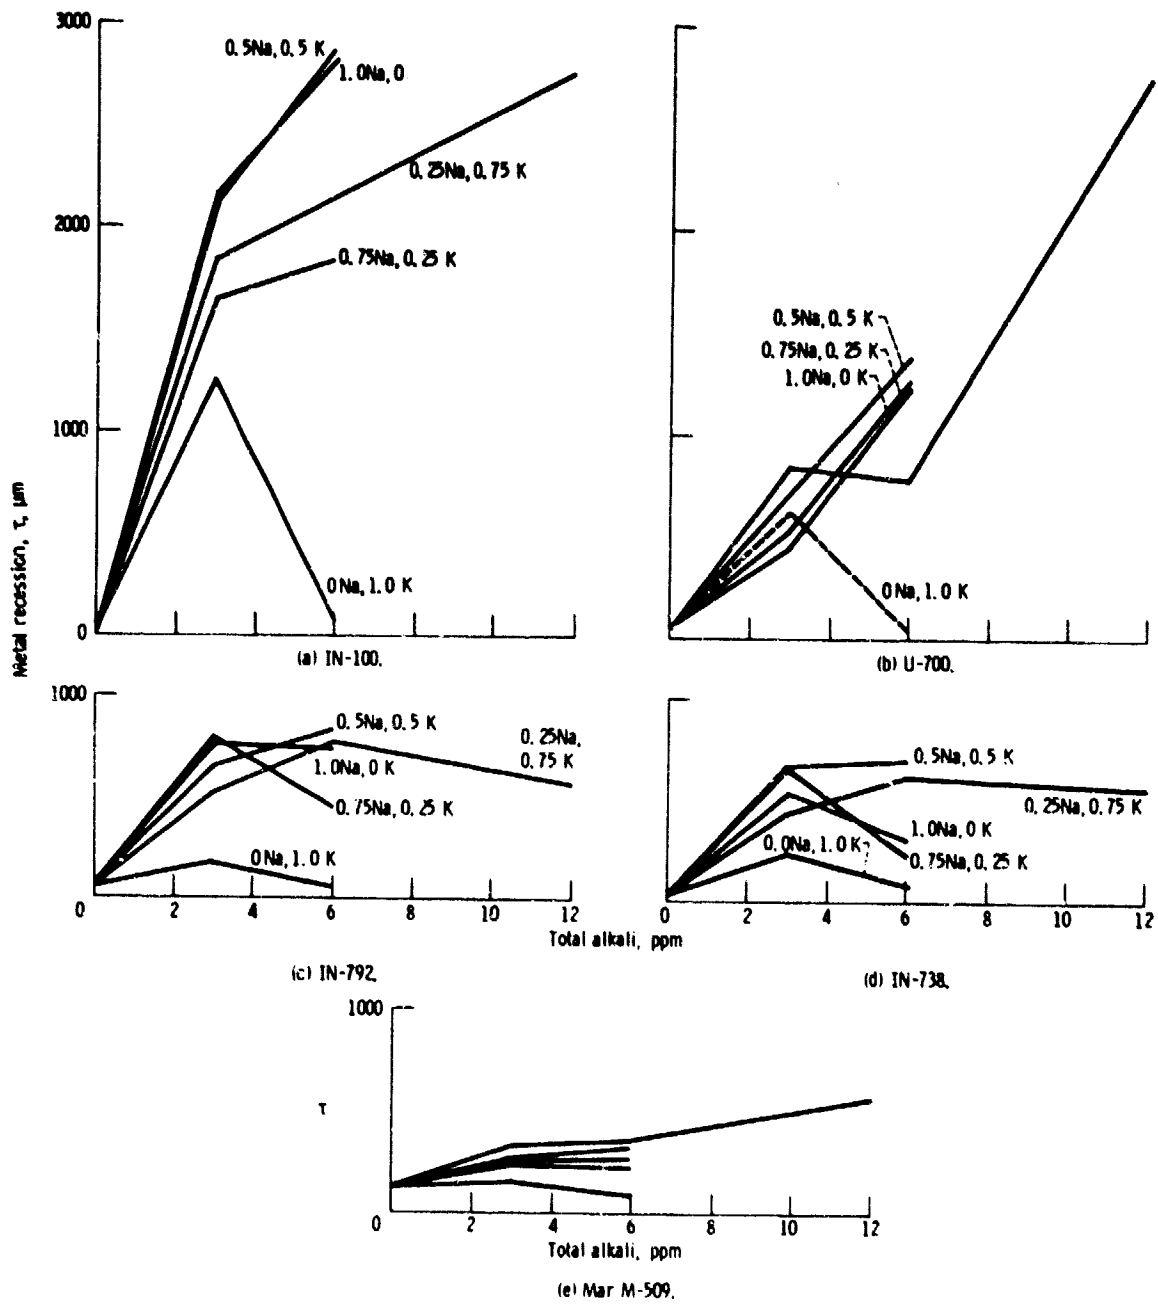 3000
0.5Na, 0.5 K
1.0Na, 0
0.25Na, 0.75 K
2000
0.75Na, 0.25 K
1000
0Na, 1.0 K
0
Metal recession, τ, μm
(a) IN-100.
0.5Na, 0.5 K
0.75Na, 0.25 K
1.0Na, 0 K
0Na, 1.0 K
(b) U-700.
1000
0.5Na, 0.5 K
0.25Na,
0.75 K
1.0Na, 0 K
0.75Na, 0.25 K
0Na, 1.0 K
0 2 4 6 8 10 12
(c) IN-792.
0.5Na, 0.5 K
0.25Na, 0.75 K
1.0Na, 0 K
0.0Na, 1.0 K
0.75Na, 0.25 K
0 2 4 6 8 10 12
Total alkali, ppm
(d) IN-738.
1000
τ
0 2 4 6 8 10 12
Total alkali, ppm
(e) Mar M-509.